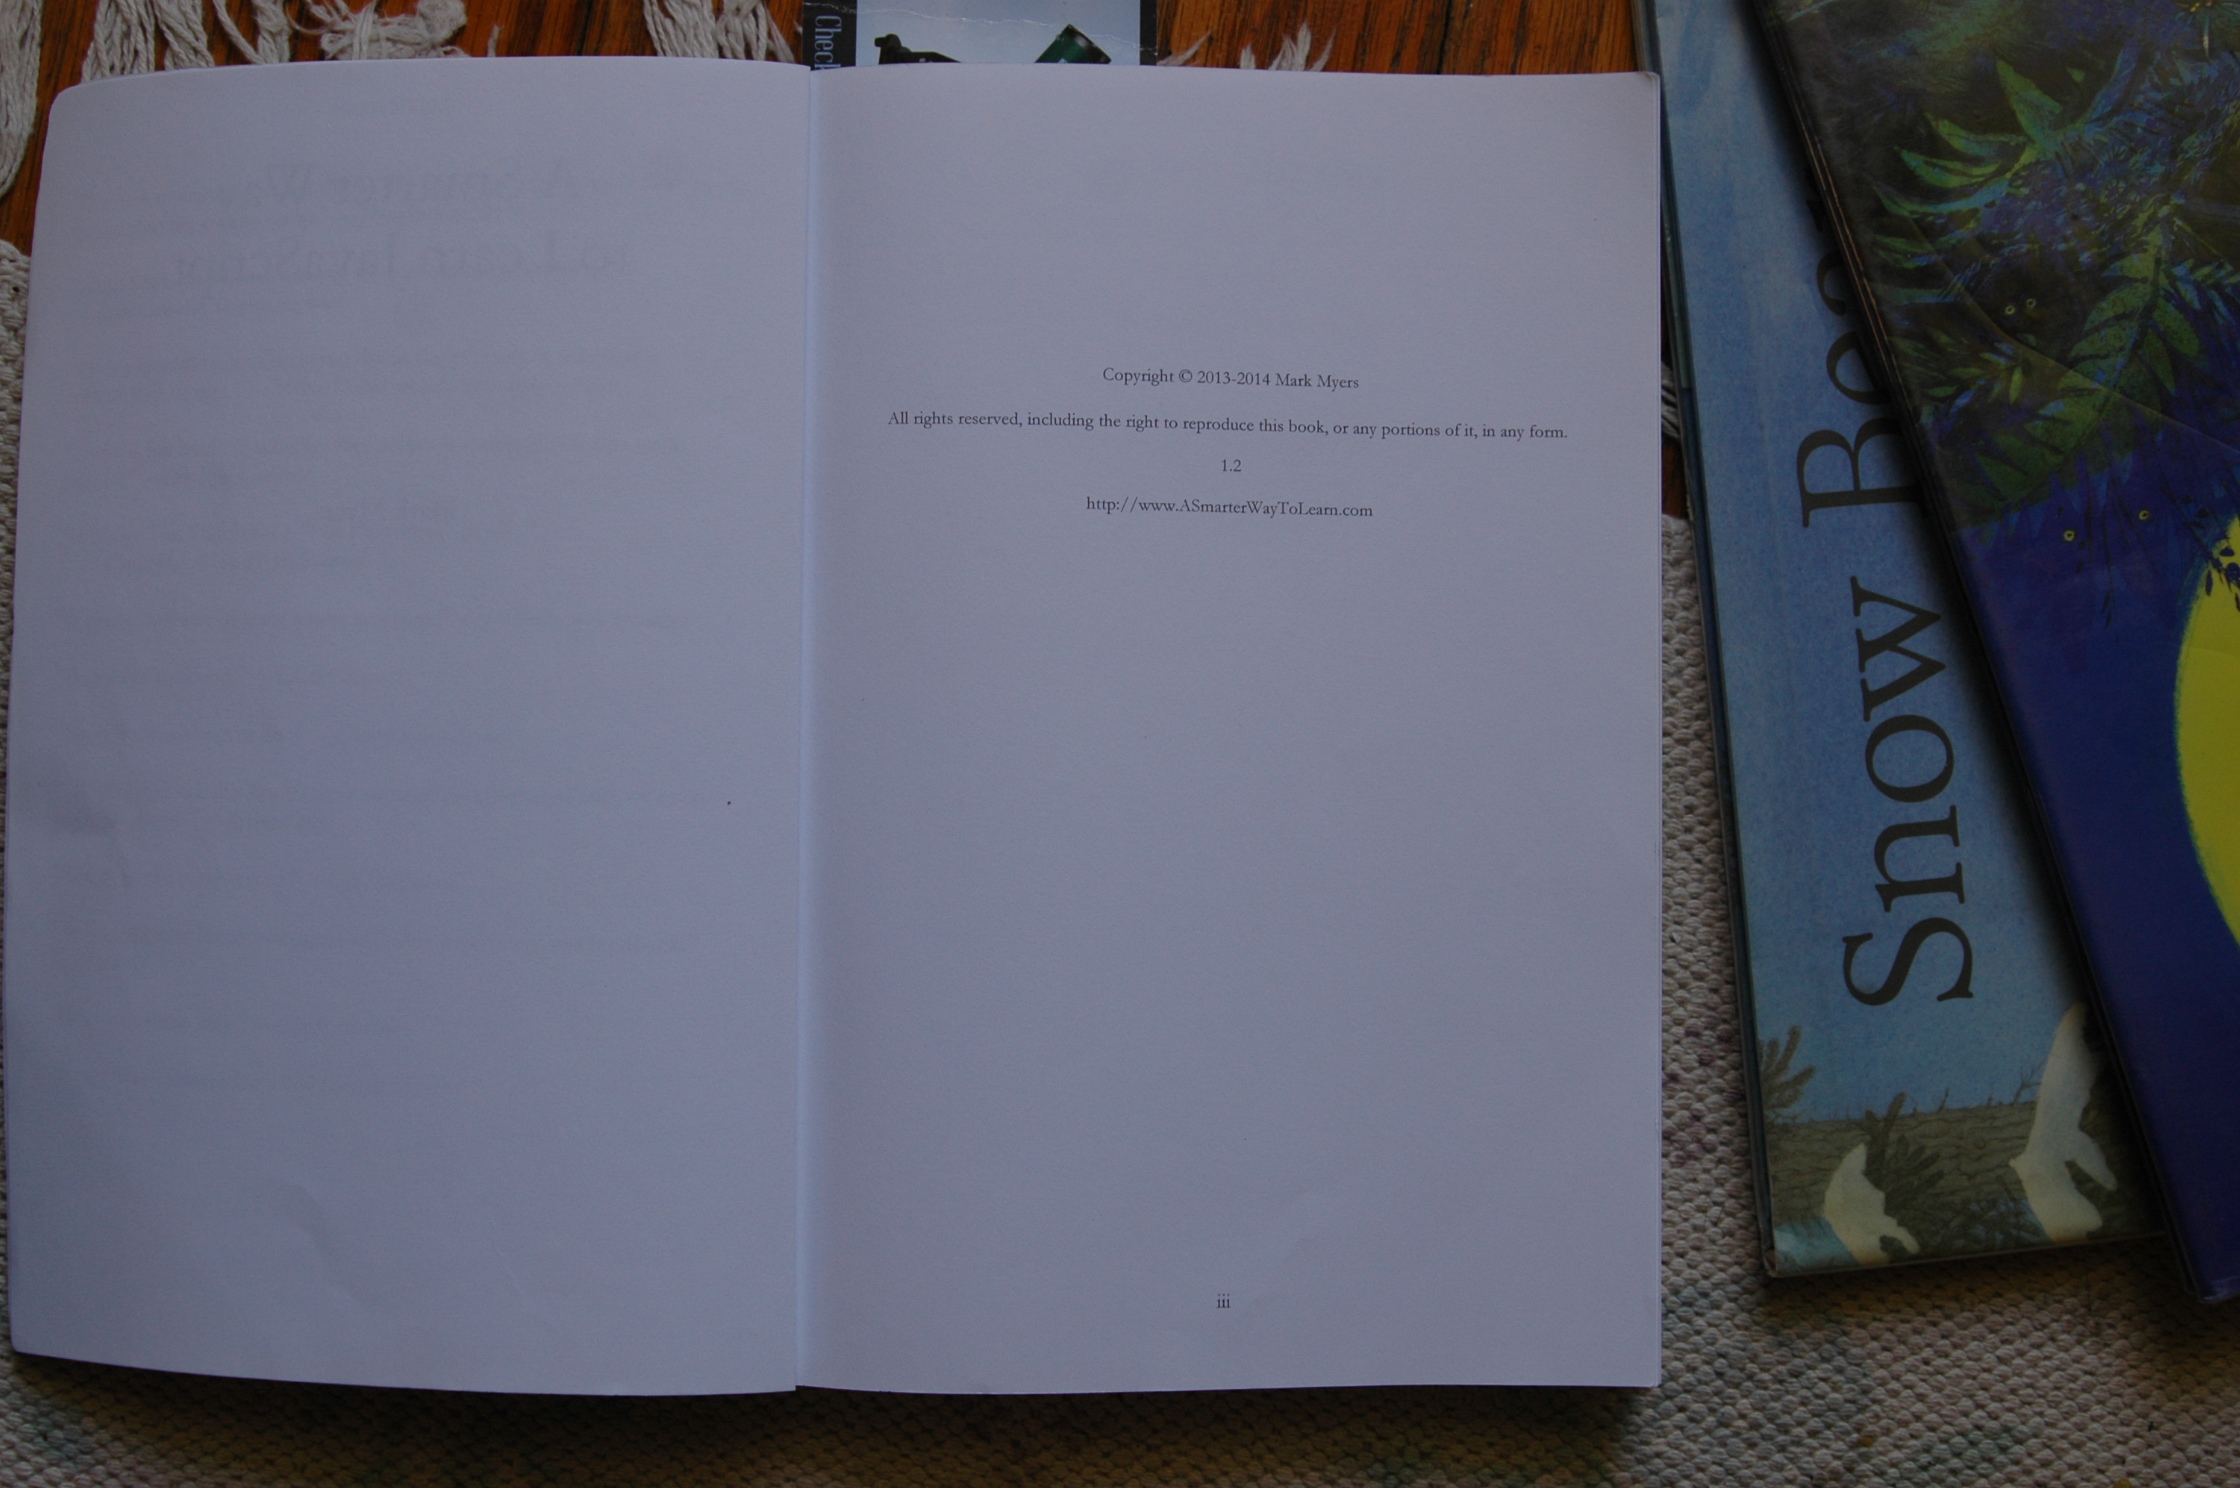 Snow Bear
Copyright © 2013-2014 Mark Myers
All rights reserved, including the right to reproduce this book, or any portions of it, in any form.
1.2
http://www.ASmarterWayToLearn.com
iii
Check